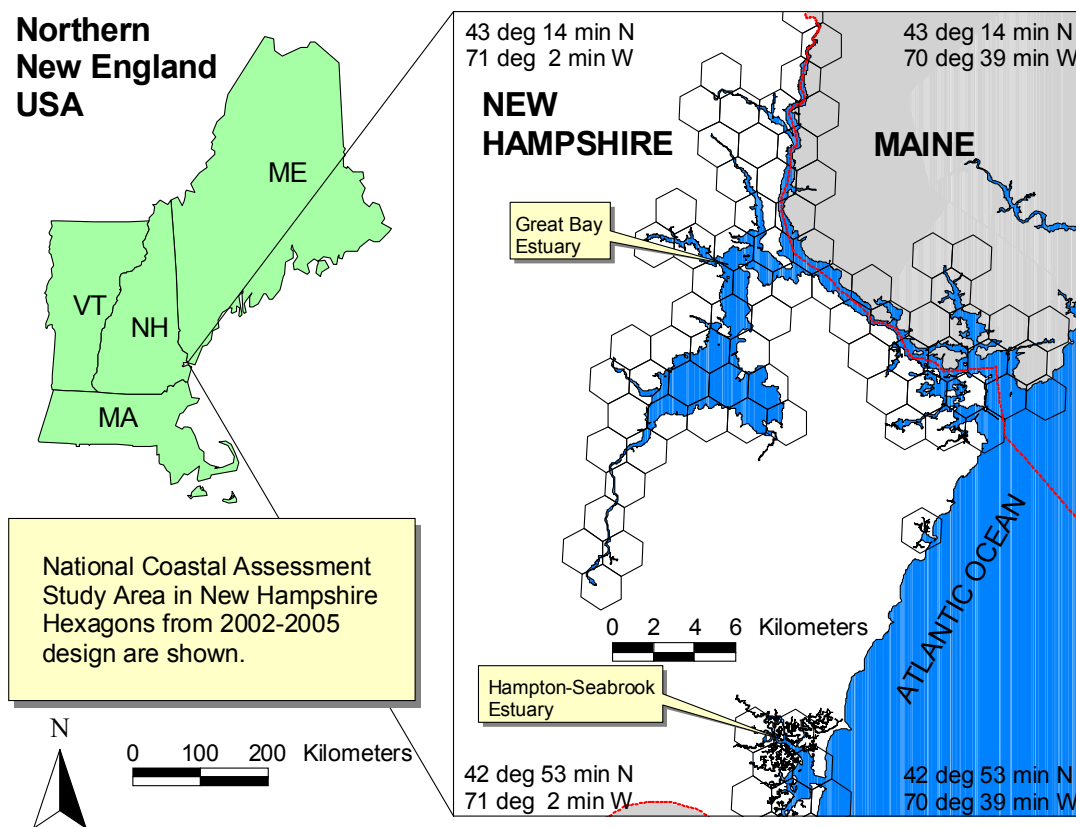 Northern
New England
USA
ME
VT
NH
MA
National Coastal Assessment
Study Area in New Hampshire
Hexagons from 2002-2005
design are shown.
N
0 100 200 Kilometers
43 deg 14 min N
71 deg 2 min W
43 deg 14 min N
70 deg 39 min W
NEW
HAMPSHIRE
MAINE
Great Bay
Estuary
ATLANTIC OCEAN
0 2 4 6 Kilometers
Hampton-Seabrook
Estuary
42 deg 53 min N
71 deg 2 min W
42 deg 53 min N
70 deg 39 min W